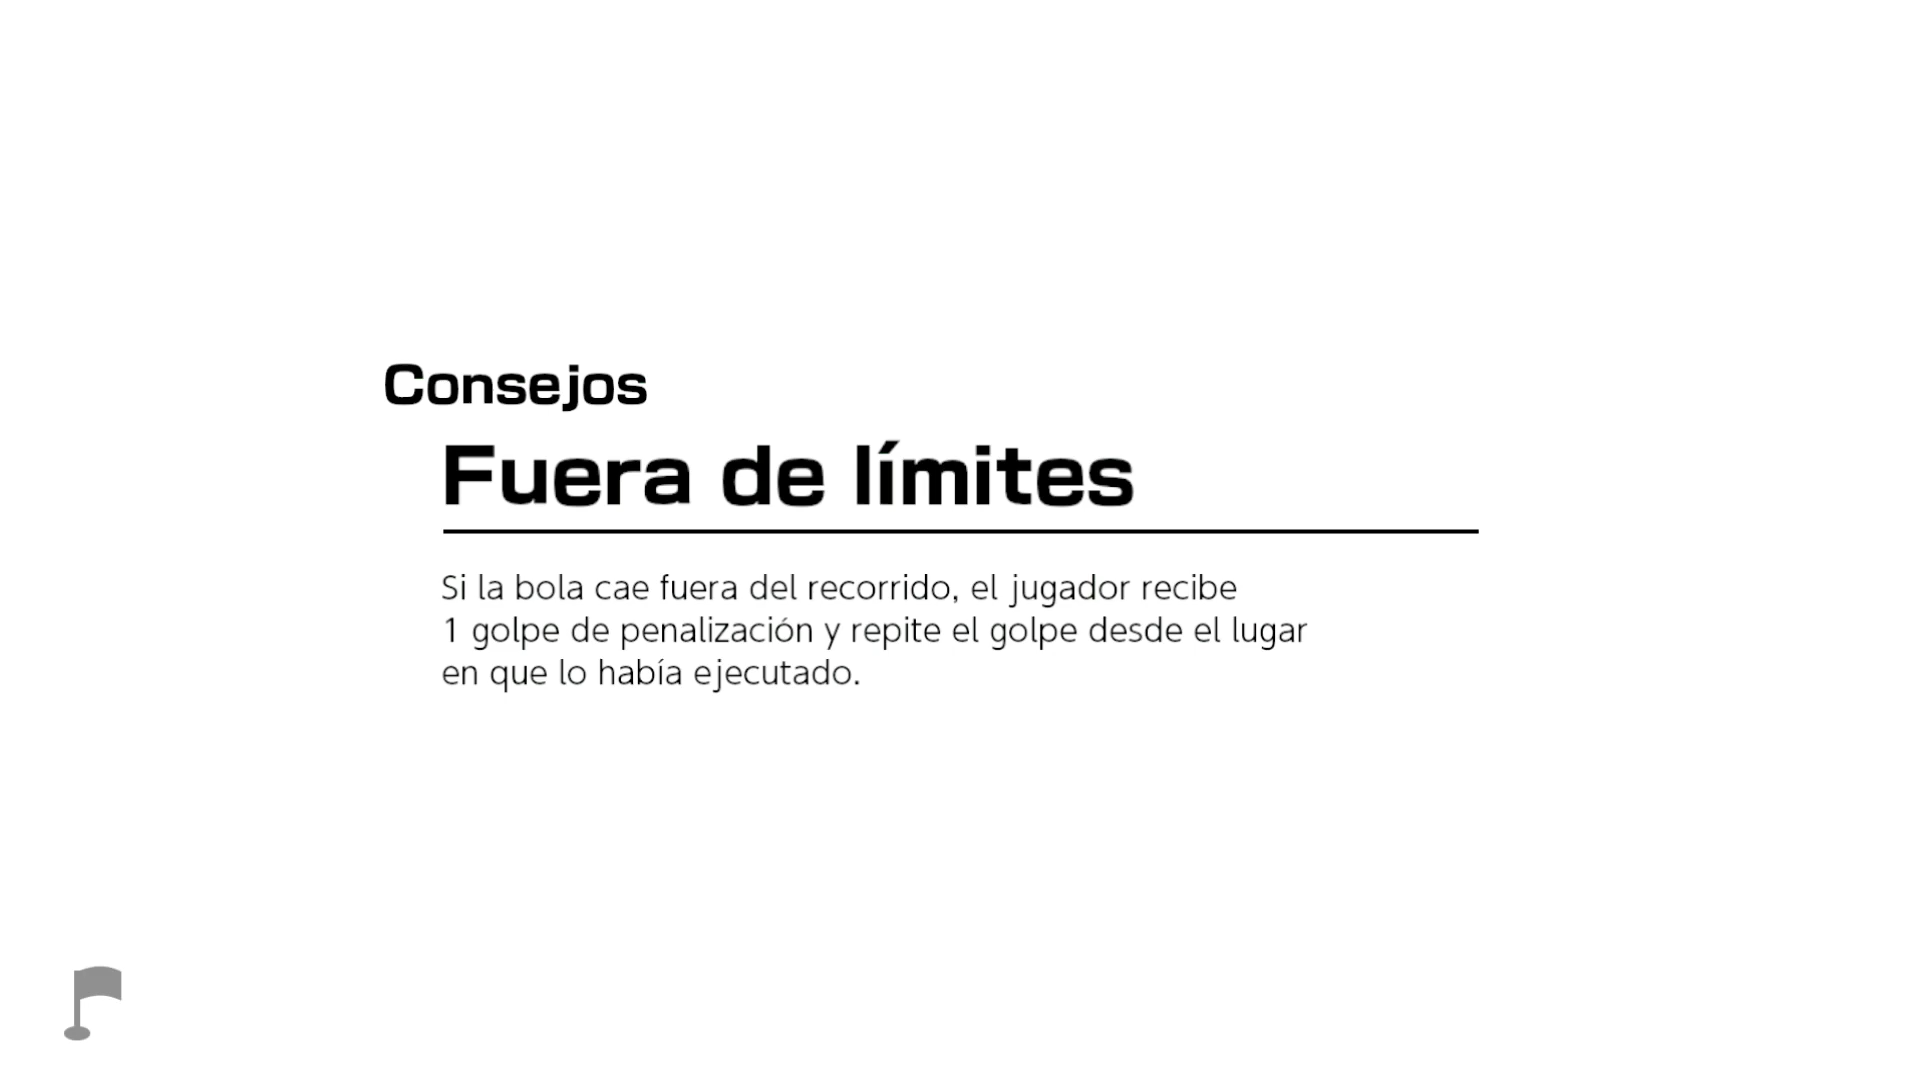 Consejos
Fuera de límites
Si la bola cae fuera del recorrido, el jugador recibe
1 golpe de penalización y repite el golpe desde el lugar
en que lo había ejecutado.